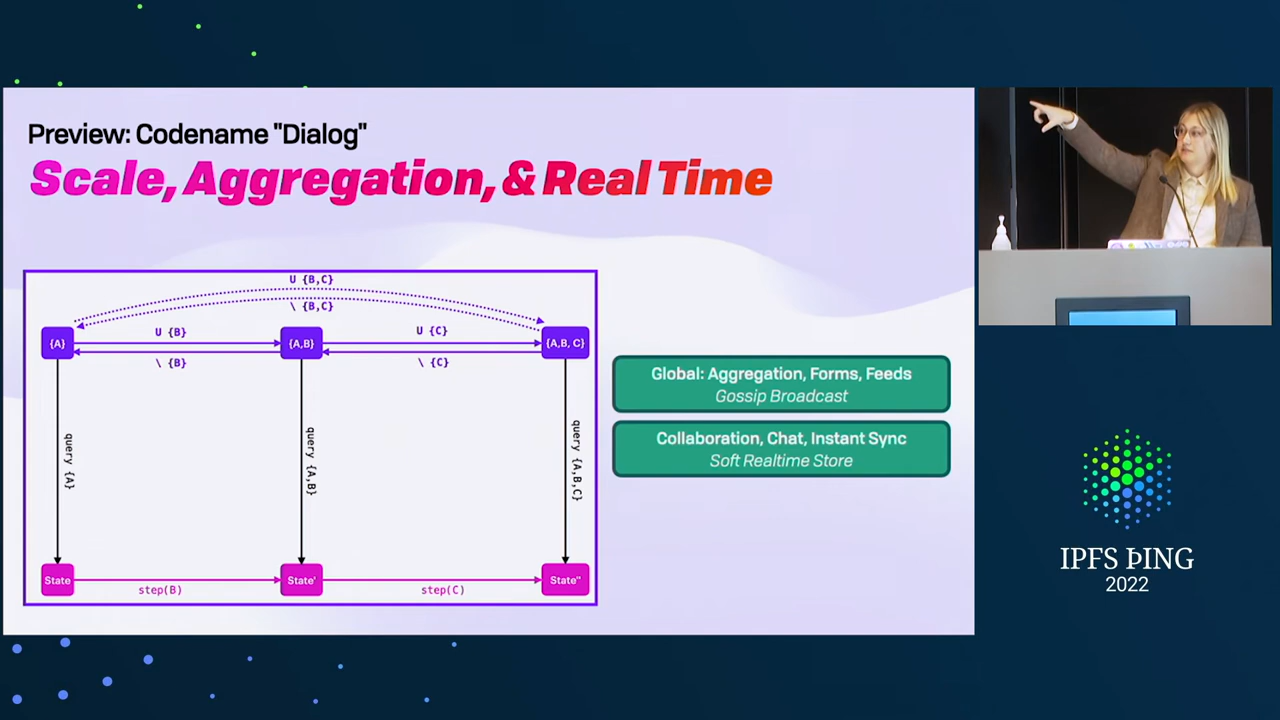 Preview: Codename "Dialog"
Scale, Aggregation, & Real Time
U {B,C}
\ {B,C}
U {B}
U {C}
{A}
{A,B}
{A,B, C}
\ {B}
\ {C}
query {A}
query {A,B}
query {A,B,C}
State
State'
State''
step(B)
step(C)
Global: Aggregation, Forms, Feeds
Gossip Broadcast
Collaboration, Chat, Instant Sync
Soft Realtime Store
IPFS ÞING
2022